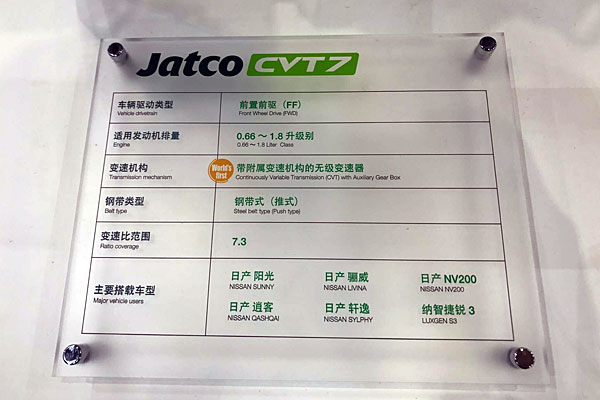 Jatco CVT7
车辆驱动类型 前置前驱（FF）
Vehicle drivetrain Front Wheel Drive (FWD)
适用发动机排量 0.66 ～ 1.8 升级别
Engine 0.66 ～ 1.8 Liter Class
变速机构 World's first 带附属变速机构的无级变速器
Transmission mechanism Continuously Variable Transmission (CVT) with Auxiliary Gear Box
钢带类型 钢带式（推式）
Belt type Steel belt type (Push type)
变速比范围 7.3
Ratio coverage
日产 阳光 日产 骊威 日产 NV200
NISSAN SUNNY NISSAN LIVINA NISSAN NV200
主要搭载车型
Major vehicle users
日产 逍客 日产 轩逸 纳智捷锐 3
NISSAN QASHQAI NISSAN SYLPHY LUXGEN S3